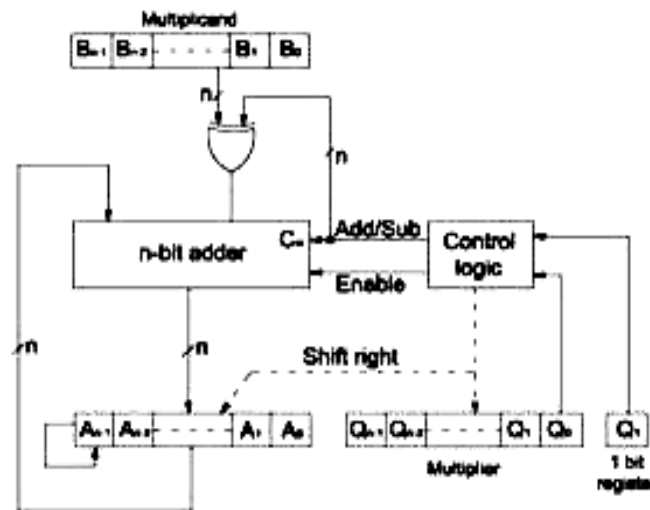 Multiplicand
Bn-1 Bn-2 B1 B0
n
n
Cin
Add/Sub
n-bit adder
Control
logic
Enable
n
n
Shift right
An-1 An-2 A1 A0
Qn-1 Qn-2 Q1 Q0
Q-1
Multiplier
1 bit
register